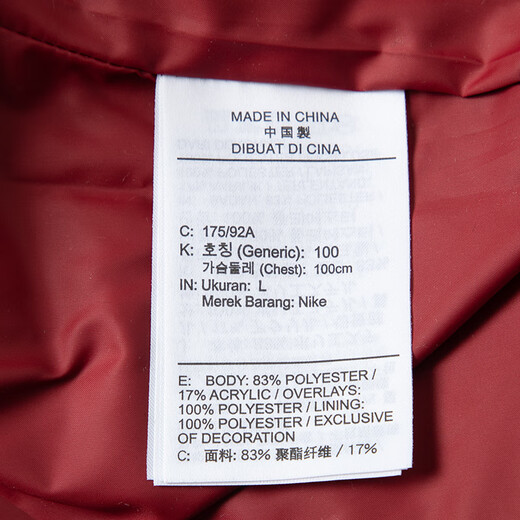 MADE IN CHINA
中国製
DIBUAT DI CINA
C: 175/92A
K: 호칭 (Generic): 100
가슴둘레 (Chest): 100cm
IN: Ukuran: L
Merek Barang: Nike
E: BODY: 83% POLYESTER /
17% ACRYLIC / OVERLAYS:
100% POLYESTER / LINING:
100% POLYESTER / EXCLUSIVE
OF DECORATION
C: 面料: 83% 聚酯纤维 / 17%